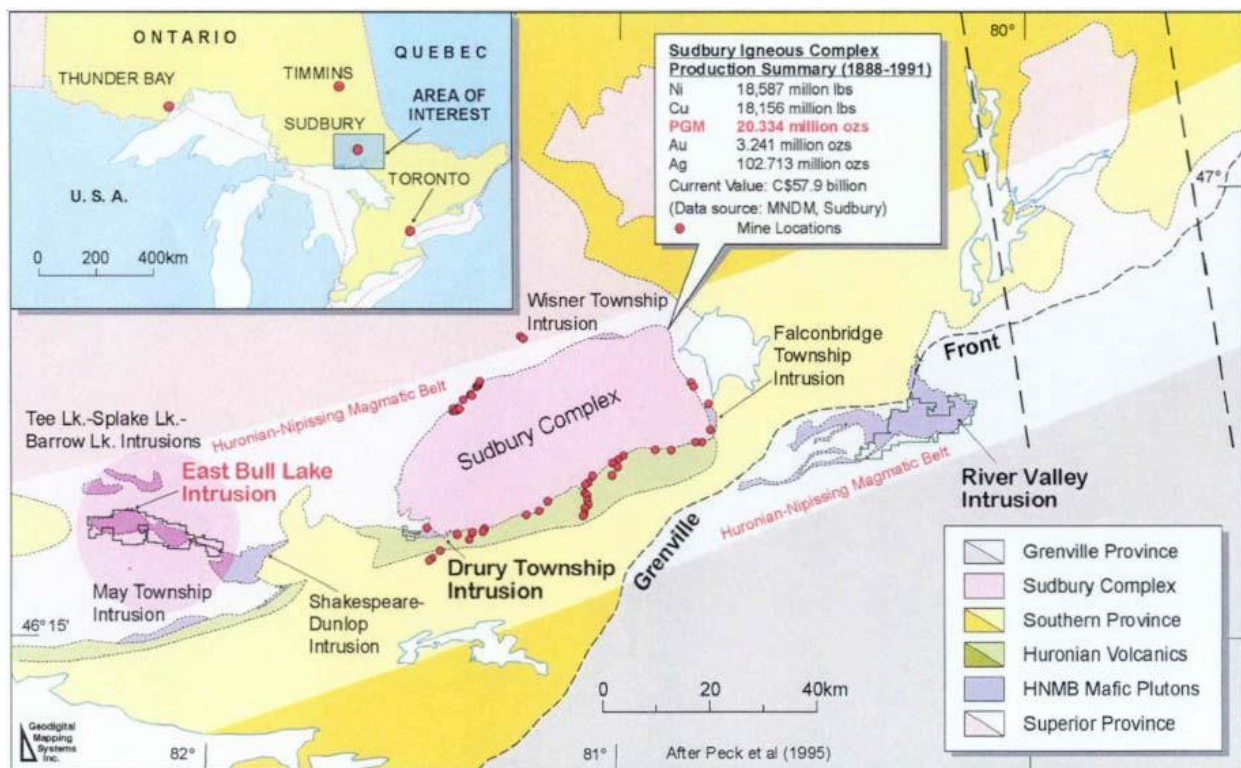 ONTARIO
QUEBEC
THUNDER BAY
TIMMINS
SUDBURY
AREA OF
INTEREST
TORONTO
U. S. A.
0 200 400km
Sudbury Igneous Complex
Production Summary (1888-1991)
Ni 18,587 millon lbs
Cu 18,156 millon lbs
PGM 20.334 million ozs
Au 3.241 million ozs
Ag 102.713 million ozs
Current Value: C$57.9 billion
(Data source: MNDM, Sudbury)
Mine Locations
80°
47°
Wisner Township
Intrusion
Falconbridge
Township
Intrusion
Front
Huronian-Nipissing Magmatic Belt
Sudbury Complex
Tee Lk.-Splake Lk.-
Barrow Lk. Intrusions
East Bull Lake
Intrusion
River Valley
Intrusion
Huronian-Nipissing Magmatic Belt
Grenville
Drury Township
Intrusion
May Township
Intrusion
Shakespeare-
Dunlop
Intrusion
46° 15'
0 20 40km
Grenville Province
Sudbury Complex
Southern Province
Huronian Volcanics
HNMB Mafic Plutons
Superior Province
Geodigital
Mapping
Systems
Inc.
82°
81°
After Peck et al (1995)